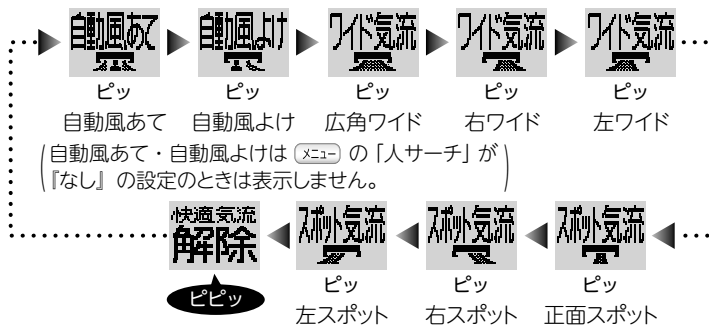 自動風あて
自動風よけ
ワイド気流
ワイド気流
ワイド気流
ピッ
ピッ
ピッ
ピッ
ピッ
自動風あて
自動風よけ
広角ワイド
右ワイド
左ワイド
(自動風あて・自動風よけは メニュー の「人サーチ」が
『なし』の設定のときは表示しません。)
快適気流
解除
スポット気流
スポット気流
スポット気流
ピピッ
ピッ
ピッ
ピッ
左スポット
右スポット
正面スポット